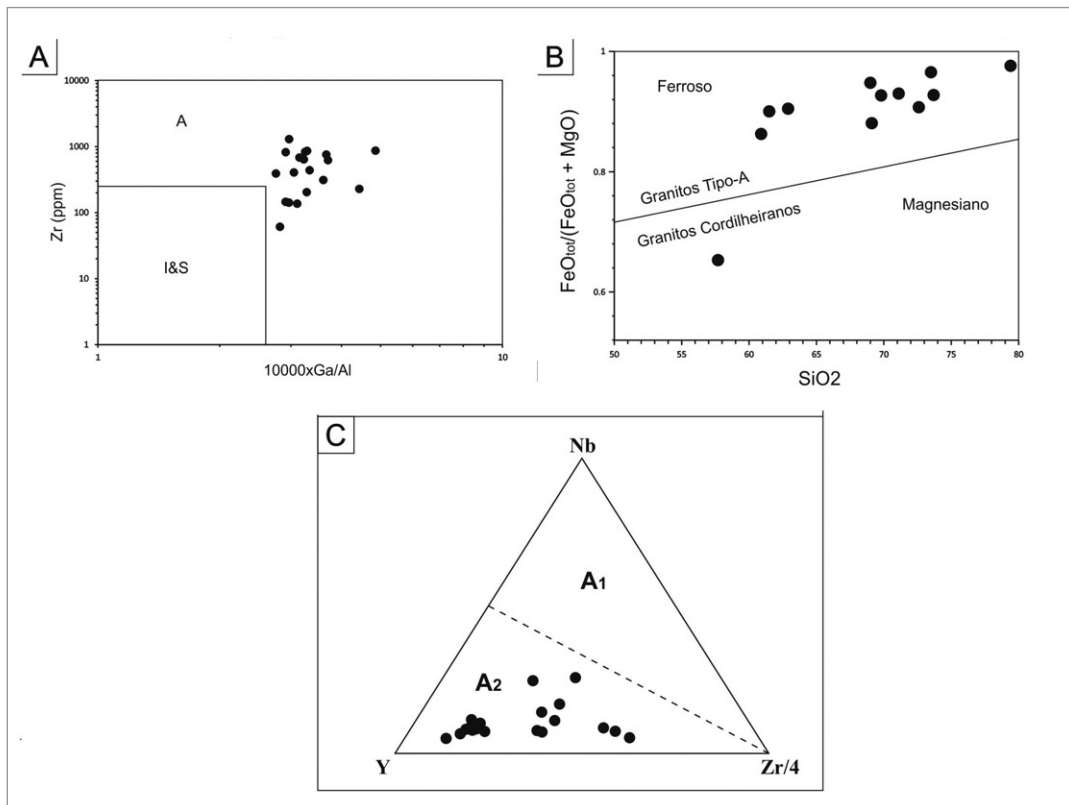 A
10000
1000
100
10
1
Zr (ppm)
A
I&S
1
10
10000xGa/Al
B
1
0.8
0.6
FeOtot/(FeOtot + MgO)
Ferroso
Granitos Tipo-A
Granitos Cordilheiranos
Magnesiano
50 55 60 65 70 75 80
SiO2
C
Nb
A1
A2
Y
Zr/4